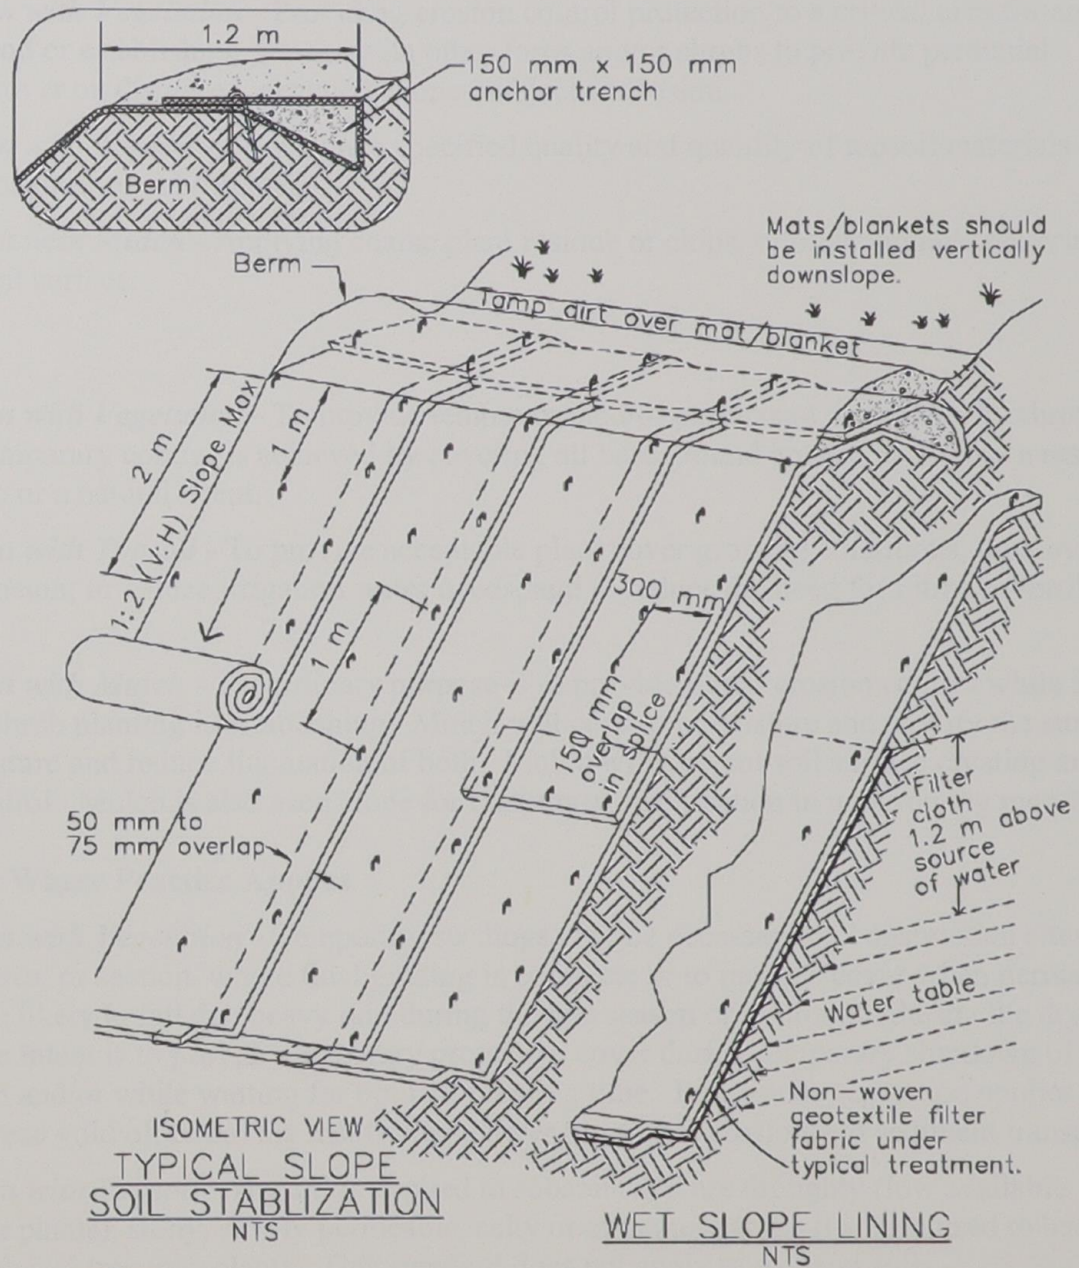 1.2 m
150 mm x 150 mm
anchor trench
Berm
Mats/blankets should
be installed vertically
downslope.
Berm
Tamp dirt over mat/blanket
2 m
1:2 (V:H) Slope Max
1 m
1 m
300 mm
150 mm
overlap
in splice
50 mm to
75 mm overlap
Filter
cloth
1.2 m above
source
of water
Water table
Non-woven
geotextile filter
fabric under
typical treatment.
ISOMETRIC VIEW
TYPICAL SLOPE
SOIL STABLIZATION
NTS
WET SLOPE LINING
NTS